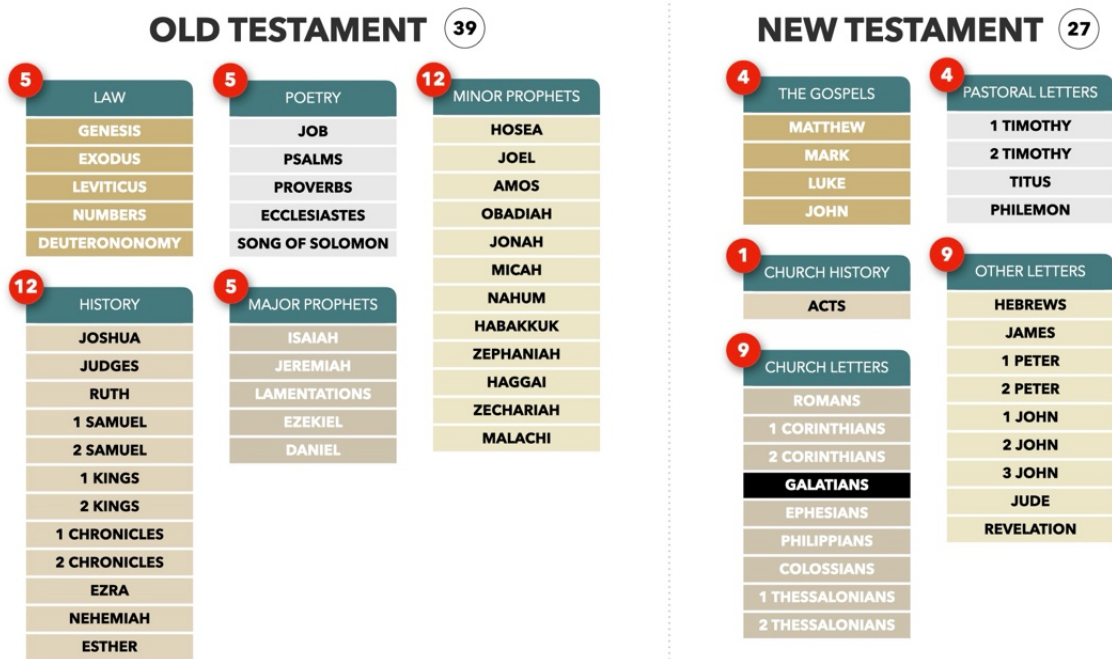 OLD TESTAMENT 39
5
LAW
GENESIS
EXODUS
LEVITICUS
NUMBERS
DEUTERONONOMY
12
HISTORY
JOSHUA
JUDGES
RUTH
1 SAMUEL
2 SAMUEL
1 KINGS
2 KINGS
1 CHRONICLES
2 CHRONICLES
EZRA
NEHEMIAH
ESTHER
5
POETRY
JOB
PSALMS
PROVERBS
ECCLESIASTES
SONG OF SOLOMON
5
MAJOR PROPHETS
ISAIAH
JEREMIAH
LAMENTATIONS
EZEKIEL
DANIEL
12
MINOR PROPHETS
HOSEA
JOEL
AMOS
OBADIAH
JONAH
MICAH
NAHUM
HABAKKUK
ZEPHANIAH
HAGGAI
ZECHARIAH
MALACHI
NEW TESTAMENT 27
4
THE GOSPELS
MATTHEW
MARK
LUKE
JOHN
1
CHURCH HISTORY
ACTS
9
CHURCH LETTERS
ROMANS
1 CORINTHIANS
2 CORINTHIANS
GALATIANS
EPHESIANS
PHILIPPIANS
COLOSSIANS
1 THESSALONIANS
2 THESSALONIANS
4
PASTORAL LETTERS
1 TIMOTHY
2 TIMOTHY
TITUS
PHILEMON
9
OTHER LETTERS
HEBREWS
JAMES
1 PETER
2 PETER
1 JOHN
2 JOHN
3 JOHN
JUDE
REVELATION